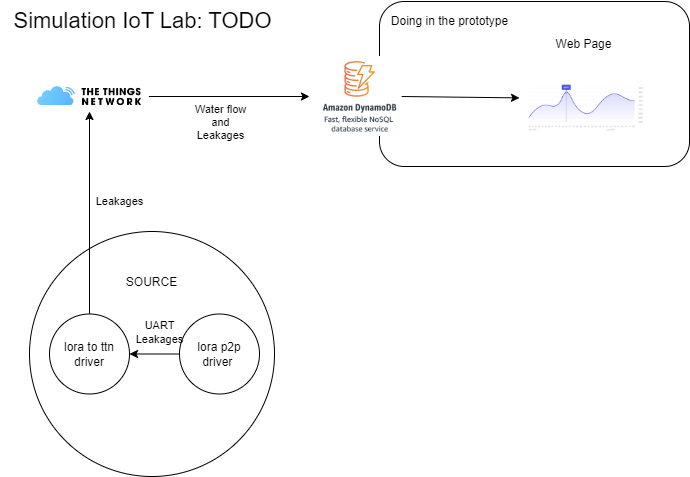 Simulation IoT Lab: TODO
Doing in the prototype
Web Page
THE THINGS
NETWORK
Water flow
and
Leakages
Amazon DynamoDB
Fast, flexible NoSQL
database service
Leakages
SOURCE
UART
Leakages
lora to ttn
driver
lora p2p
driver